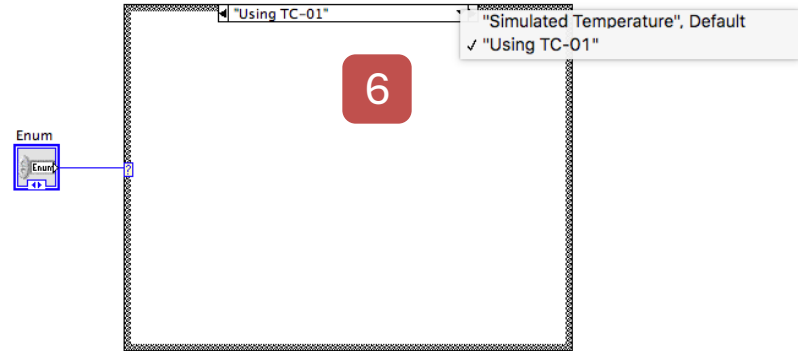 "Using TC-01"
"Simulated Temperature", Default
✓ "Using TC-01"
6
Enum
Enum
?